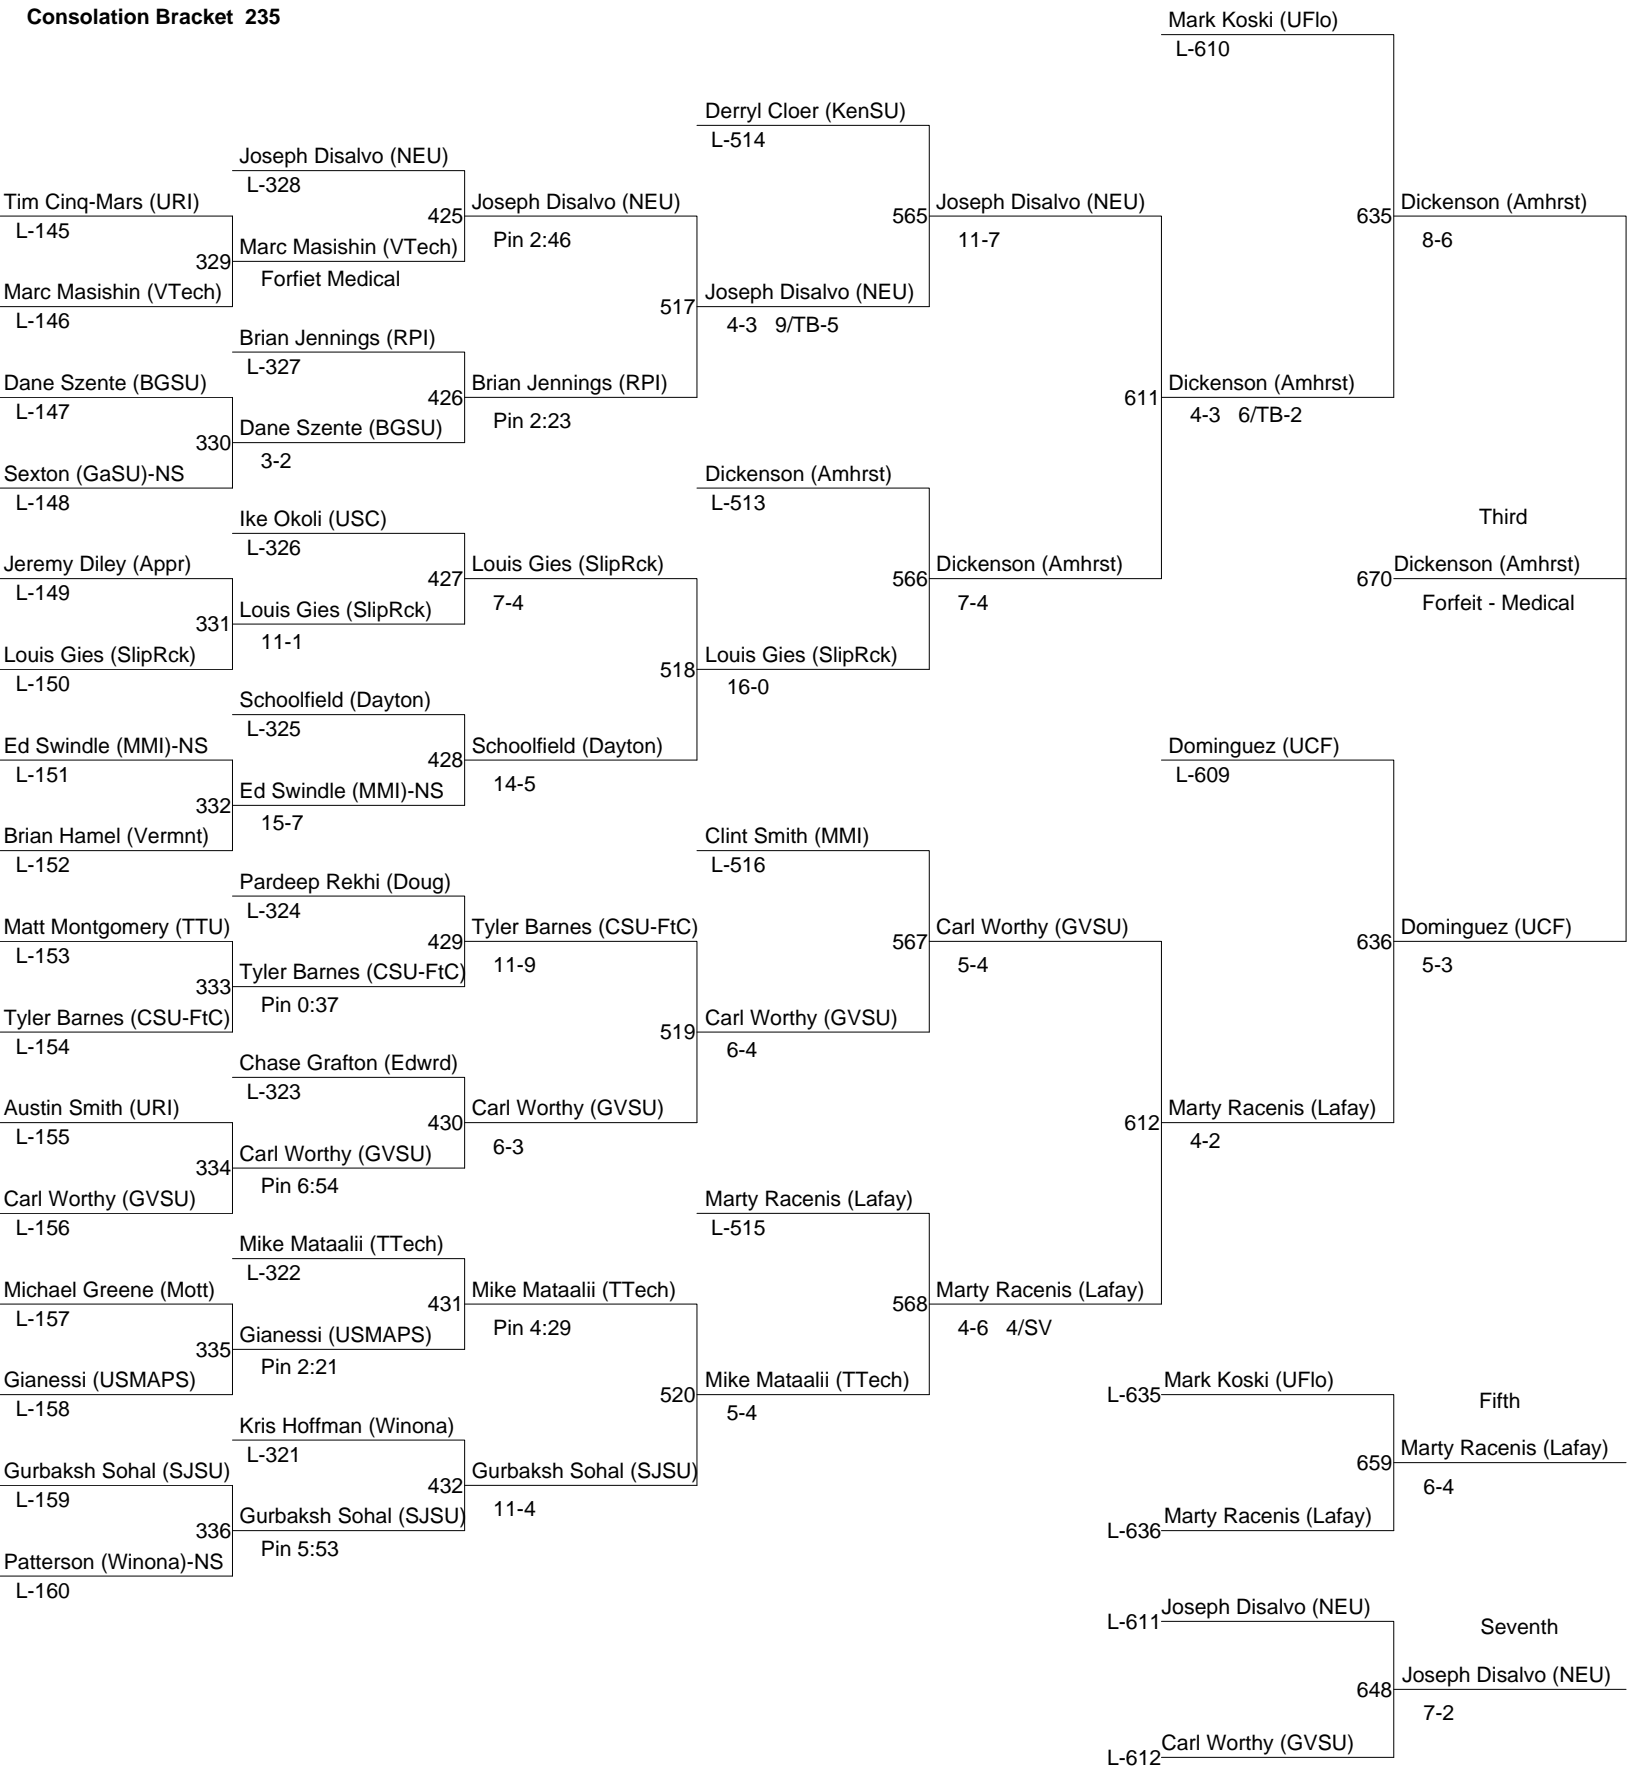 Consolation Bracket 235
Tim Cinq-Mars (URI)
L-145
329
Marc Masishin (VTech)
L-146
Dane Szente (BGSU)
L-147
330
Sexton (GaSU)-NS
L-148
Jeremy Diley (Appr)
L-149
331
Louis Gies (SlipRck)
L-150
Ed Swindle (MMI)-NS
L-151
332
Brian Hamel (Vermnt)
L-152
Matt Montgomery (TTU)
L-153
333
Tyler Barnes (CSU-FtC)
L-154
Austin Smith (URI)
L-155
334
Carl Worthy (GVSU)
L-156
Michael Greene (Mott)
L-157
335
Gianessi (USMAPS)
L-158
Gurbaksh Sohal (SJSU)
L-159
336
Patterson (Winona)-NS
L-160
Joseph Disalvo (NEU)
L-328
425
Marc Masishin (VTech)
Forfiet Medical
Brian Jennings (RPI)
L-327
426
Dane Szente (BGSU)
3-2
Ike Okoli (USC)
L-326
427
Louis Gies (SlipRck)
11-1
Schoolfield (Dayton)
L-325
428
Ed Swindle (MMI)-NS
15-7
Pardeep Rekhi (Doug)
L-324
429
Tyler Barnes (CSU-FtC)
Pin 0:37
Chase Grafton (Edwrd)
L-323
430
Carl Worthy (GVSU)
Pin 6:54
Mike Mataalii (TTech)
L-322
431
Gianessi (USMAPS)
Pin 2:21
Kris Hoffman (Winona)
L-321
432
Gurbaksh Sohal (SJSU)
Pin 5:53
Joseph Disalvo (NEU)
Pin 2:46
517
Brian Jennings (RPI)
Pin 2:23
Louis Gies (SlipRck)
7-4
518
Schoolfield (Dayton)
14-5
Tyler Barnes (CSU-FtC)
11-9
519
Carl Worthy (GVSU)
6-3
Mike Mataalii (TTech)
Pin 4:29
520
Gurbaksh Sohal (SJSU)
11-4
Derryl Cloer (KenSU)
L-514
565
Joseph Disalvo (NEU)
4-3 9/TB-5
Dickenson (Amhrst)
L-513
566
Louis Gies (SlipRck)
16-0
Clint Smith (MMI)
L-516
567
Carl Worthy (GVSU)
6-4
Marty Racenis (Lafay)
L-515
568
Mike Mataalii (TTech)
5-4
Joseph Disalvo (NEU)
11-7
611
Dickenson (Amhrst)
7-4
Carl Worthy (GVSU)
5-4
612
Marty Racenis (Lafay)
4-6 4/SV
Mark Koski (UFlo)
L-610
635
Dickenson (Amhrst)
4-3 6/TB-2
Dominguez (UCF)
L-609
636
Marty Racenis (Lafay)
4-2
Dickenson (Amhrst)
8-6
Third
670
Dickenson (Amhrst)
Forfeit - Medical
Dominguez (UCF)
5-3
L-635
Mark Koski (UFlo)
Fifth
659
Marty Racenis (Lafay)
6-4
L-636
Marty Racenis (Lafay)
L-611
Joseph Disalvo (NEU)
Seventh
648
Joseph Disalvo (NEU)
7-2
L-612
Carl Worthy (GVSU)